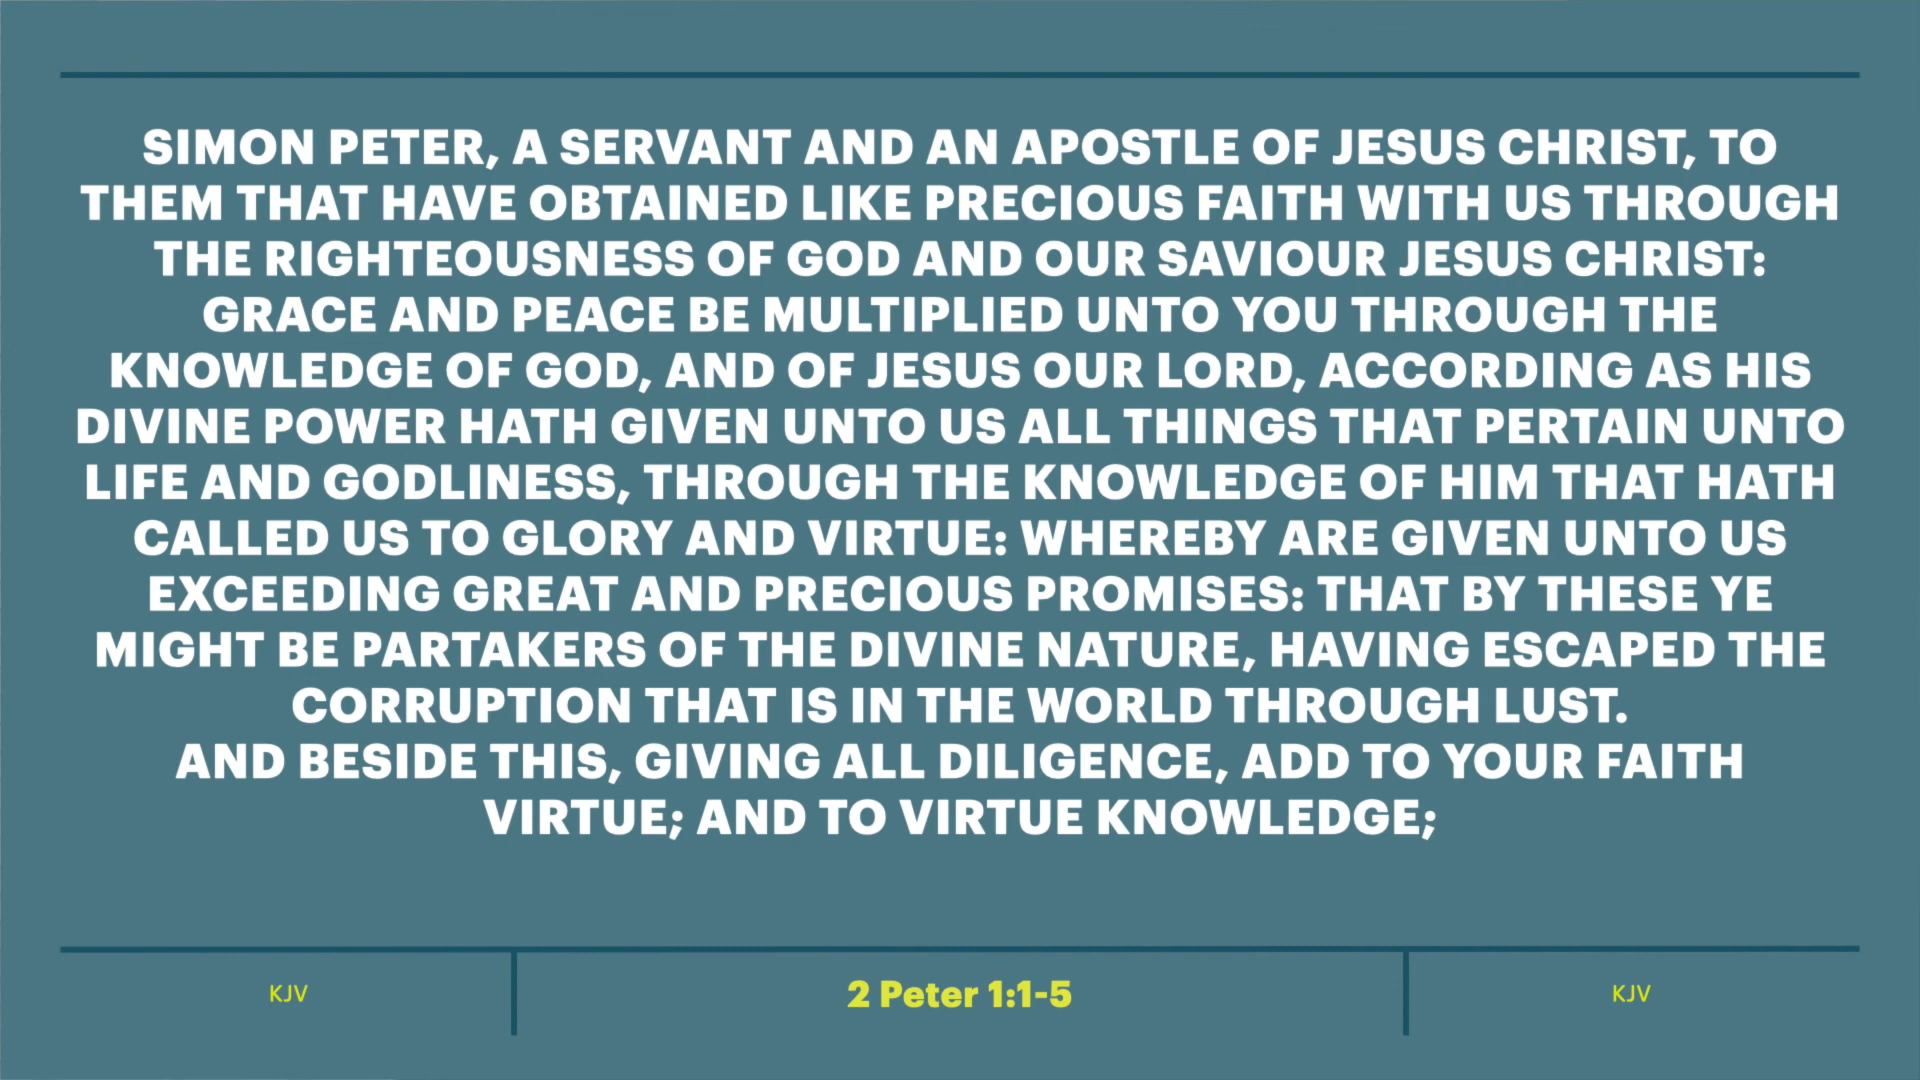 SIMON PETER, A SERVANT AND AN APOSTLE OF JESUS CHRIST, TO
THEM THAT HAVE OBTAINED LIKE PRECIOUS FAITH WITH US THROUGH
THE RIGHTEOUSNESS OF GOD AND OUR SAVIOUR JESUS CHRIST:
GRACE AND PEACE BE MULTIPLIED UNTO YOU THROUGH THE
KNOWLEDGE OF GOD, AND OF JESUS OUR LORD, ACCORDING AS HIS
DIVINE POWER HATH GIVEN UNTO US ALL THINGS THAT PERTAIN UNTO
LIFE AND GODLINESS, THROUGH THE KNOWLEDGE OF HIM THAT HATH
CALLED US TO GLORY AND VIRTUE: WHEREBY ARE GIVEN UNTO US
EXCEEDING GREAT AND PRECIOUS PROMISES: THAT BY THESE YE
MIGHT BE PARTAKERS OF THE DIVINE NATURE, HAVING ESCAPED THE
CORRUPTION THAT IS IN THE WORLD THROUGH LUST.
AND BESIDE THIS, GIVING ALL DILIGENCE, ADD TO YOUR FAITH
VIRTUE; AND TO VIRTUE KNOWLEDGE;
KJV
2 Peter 1:1-5
KJV